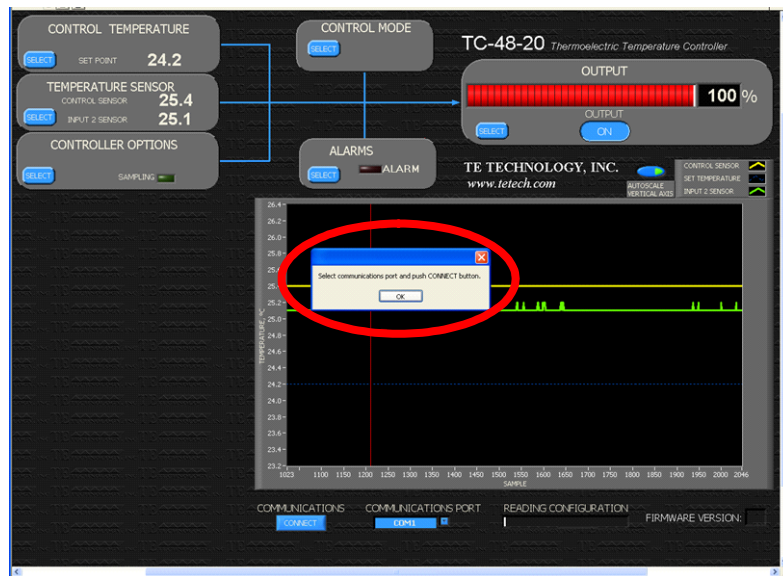 CONTROL TEMPERATURE
SELECT
SET POINT 24.2
TEMPERATURE SENSOR
CONTROL SENSOR 25.4
SELECT
INPUT 2 SENSOR 25.1
CONTROLLER OPTIONS
SELECT
SAMPLING
CONTROL MODE
SELECT
ALARMS
SELECT
ALARM
TC-48-20 Thermoelectric Temperature Controller
OUTPUT
100 %
OUTPUT
SELECT
ON
TE TECHNOLOGY, INC.
www.tetech.com
AUTOSCALE
VERTICAL AXIS
CONTROL SENSOR
SET TEMPERATURE
INPUT 2 SENSOR
Select communications port and push CONNECT button.
OK
TEMPERATURE, °C
26.4
26.2
26.0
25.8
25.2
25.0
24.8
24.6
24.4
24.2
24.0
23.8
23.6
23.4
23.2
1023 1100 1150 1200 1250 1300 1350 1400 1450 1500 1550 1600 1650 1700 1750 1800 1850 1900 1950 2000 2046
SAMPLE
COMMUNICATIONS
CONNECT
COMMUNICATIONS PORT
COM1
READING CONFIGURATION
FIRMWARE VERSION: